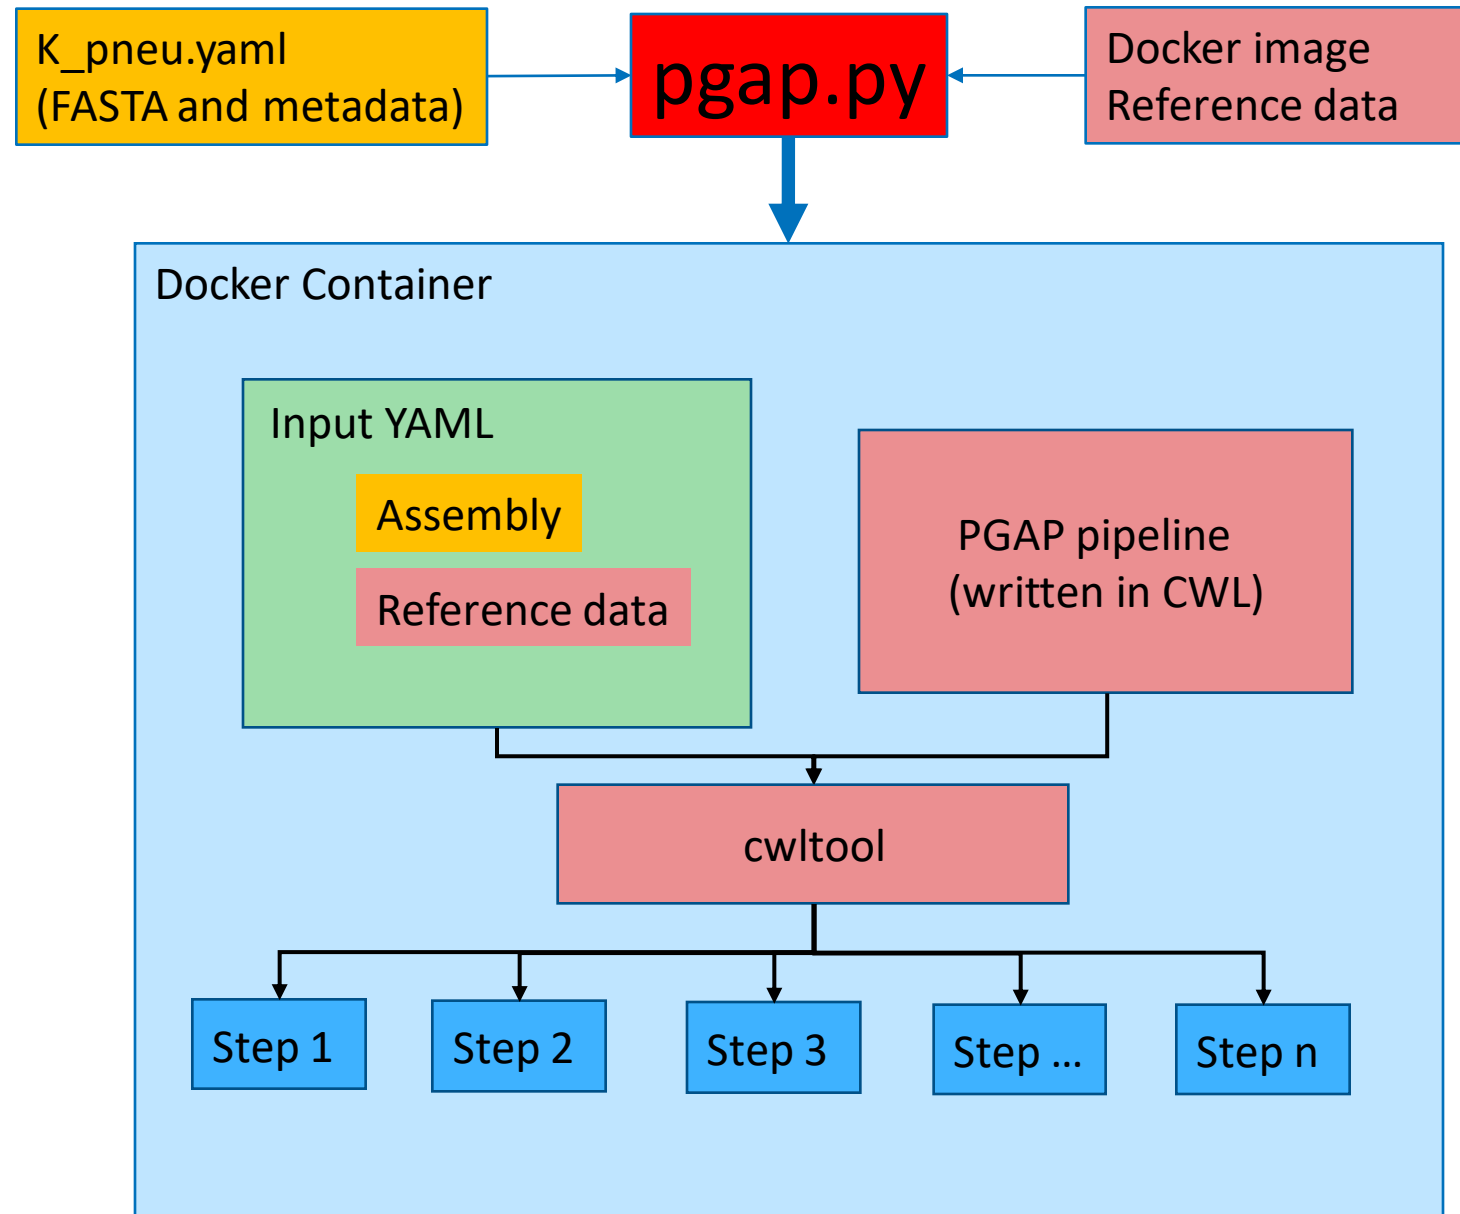 K_pneu.yaml
(FASTA and metadata)
pgap.py
Docker image
Reference data
Docker Container
Input YAML
Assembly
Reference data
PGAP pipeline
(written in CWL)
cwltool
Step 1
Step 2
Step 3
Step ...
Step n